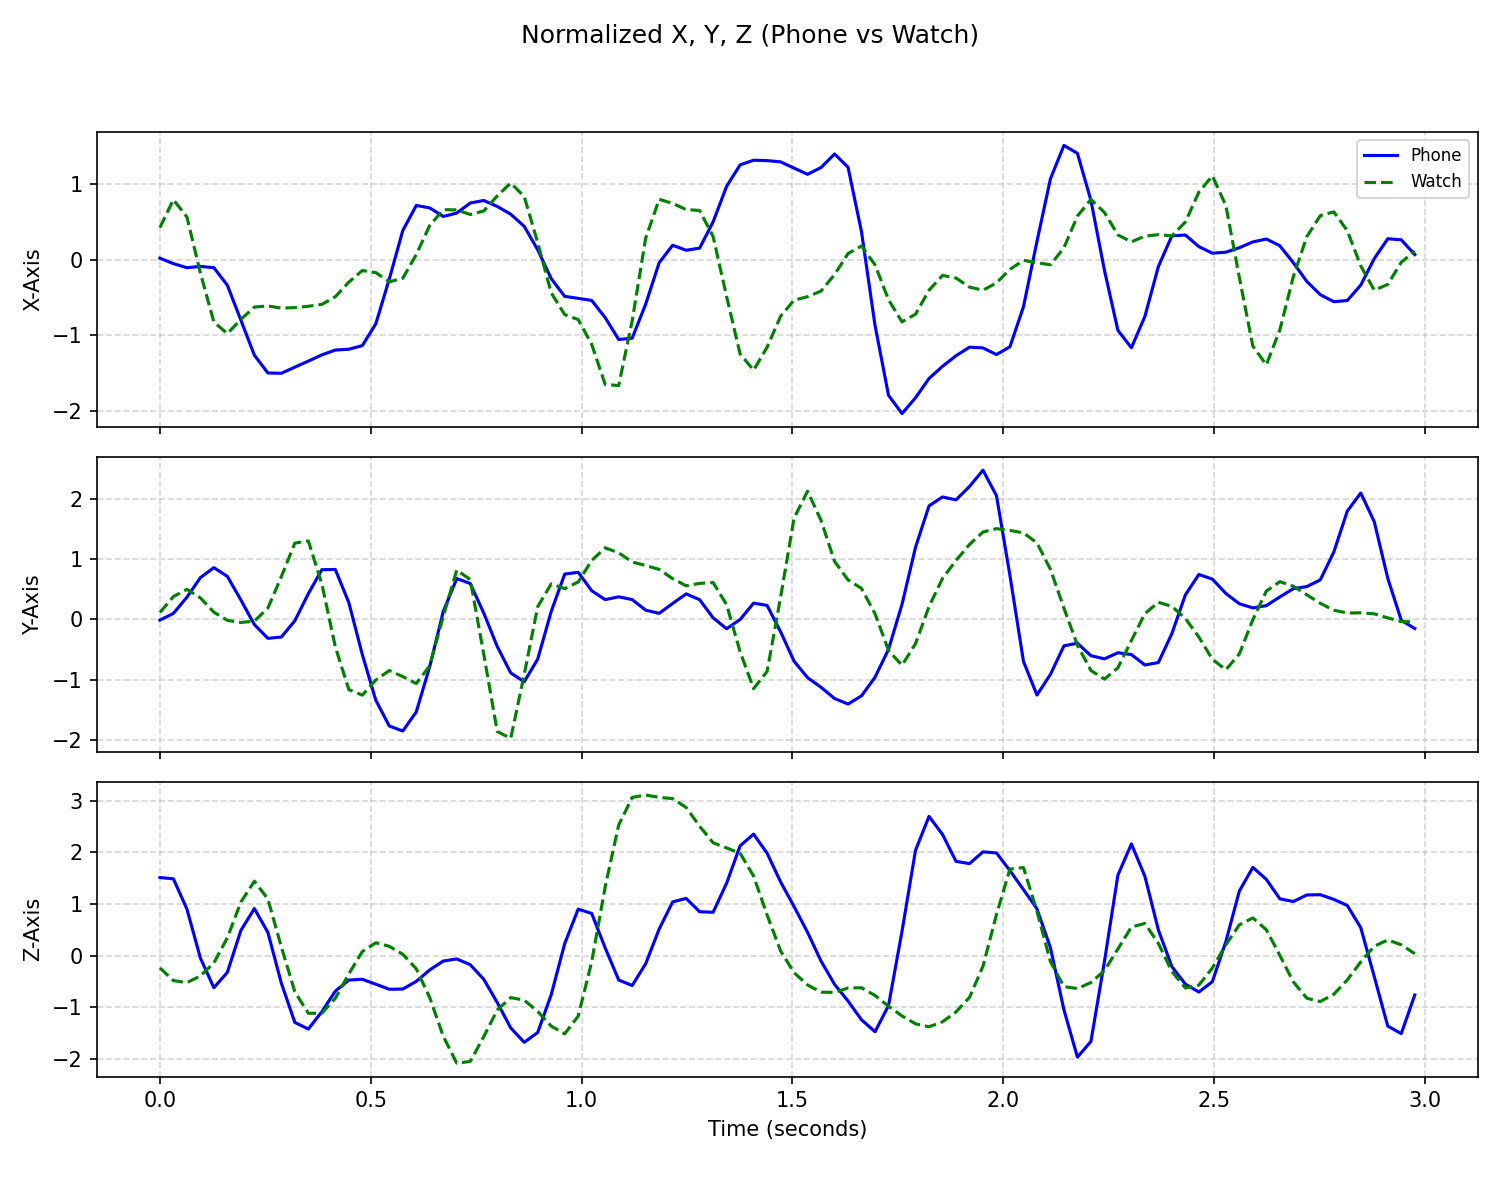 Normalized X, Y, Z (Phone vs Watch)
Phone
Watch
X-Axis
1
0
−1
−2
Y-Axis
2
1
0
−1
−2
Z-Axis
3
2
1
0
−1
−2
0.0 0.5 1.0 1.5 2.0 2.5 3.0
Time (seconds)